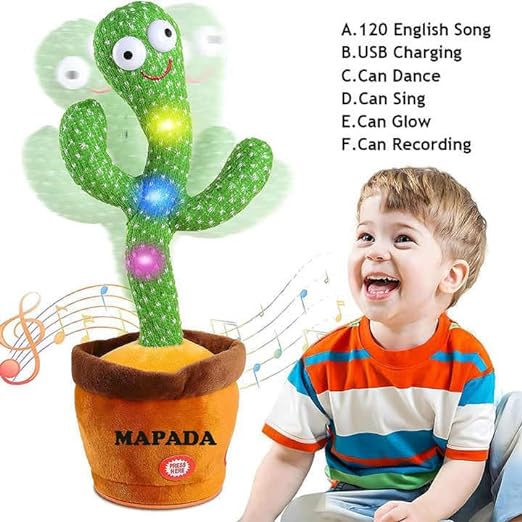 A.120 English Song
B.USB Charging
C.Can Dance
D.Can Sing
E.Can Glow
F.Can Recording
MAPADA
PRESS
HERE